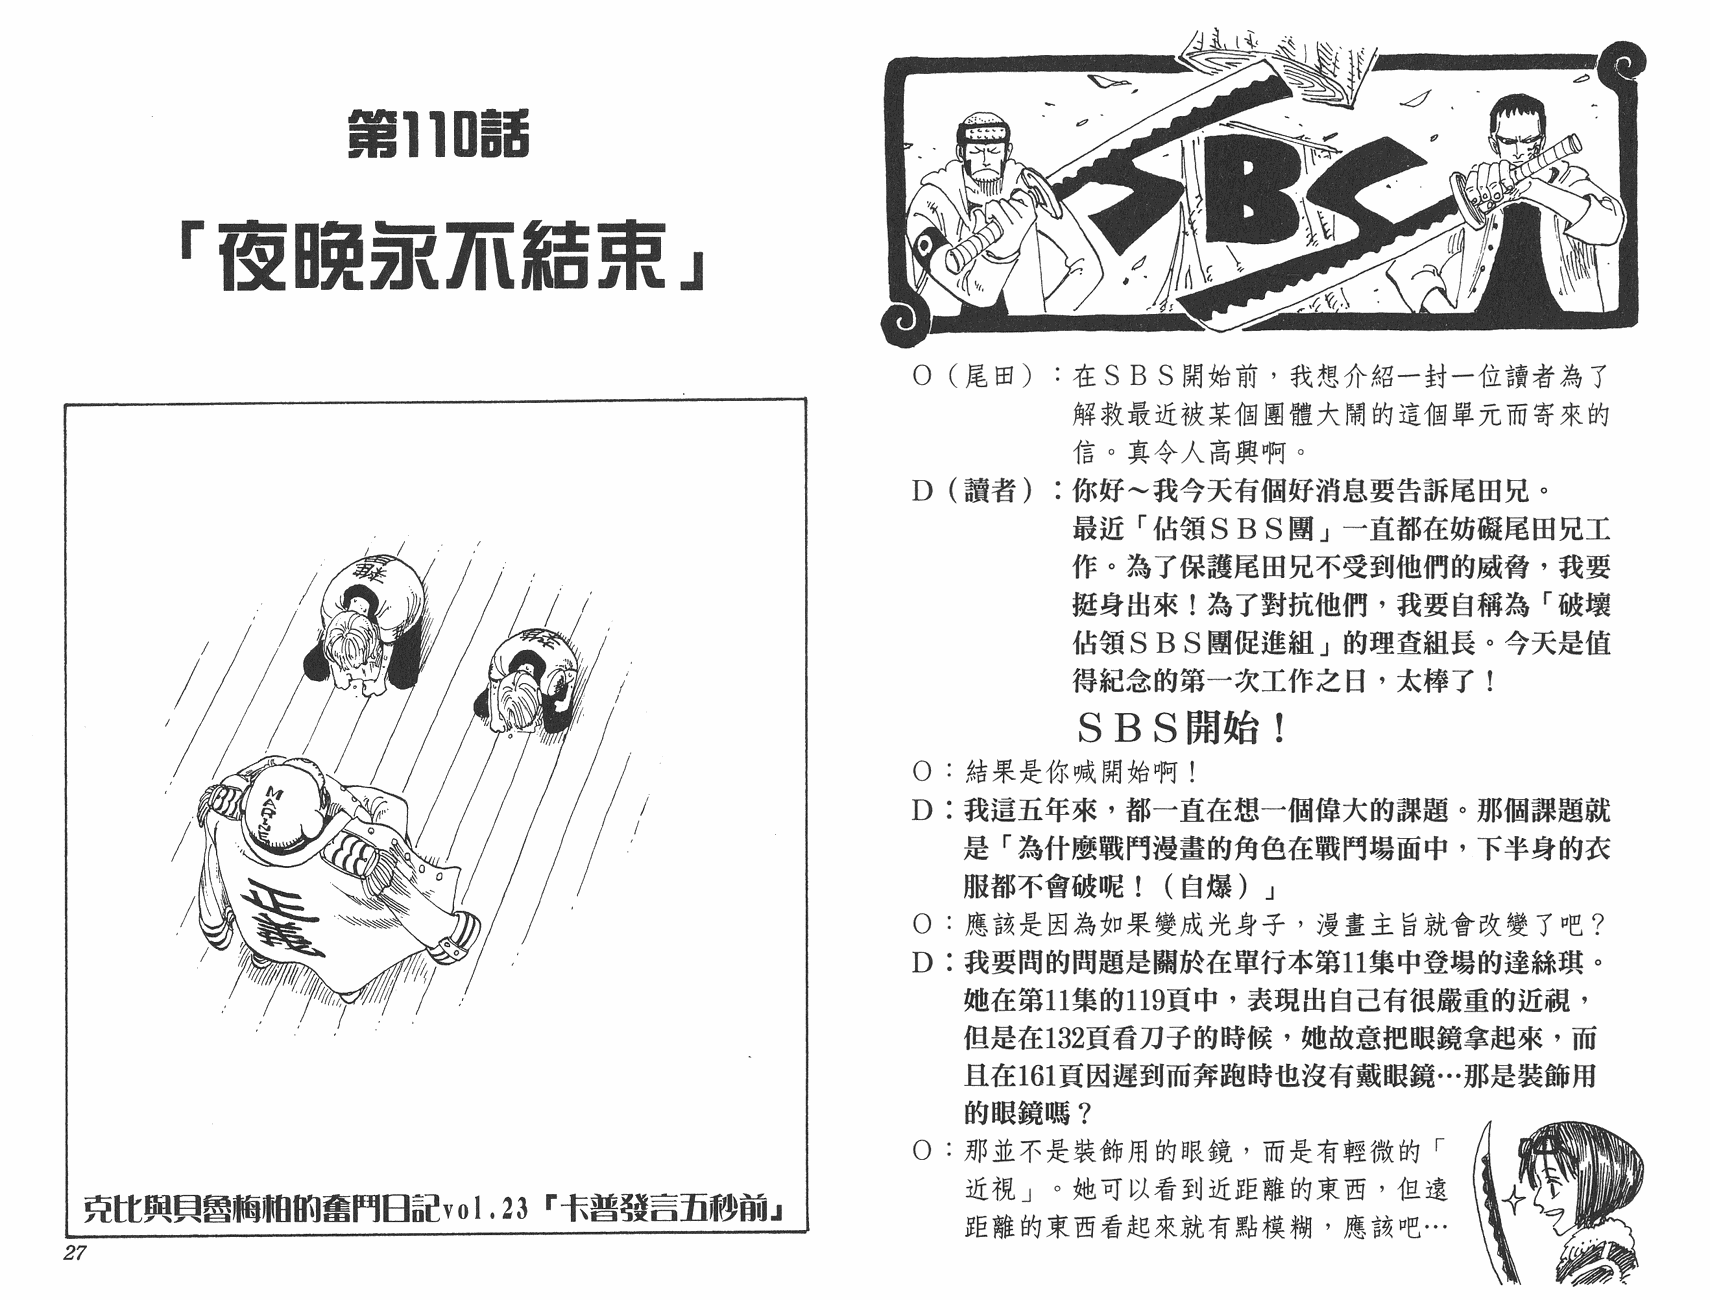 SBS
O（尾田）：在ＳＢＳ開始前，我想介紹一封一位讀者為了
解救最近被某個團體大鬧的這個單元而寄來的
信。真令人高興啊。
D（讀者）：你好～我今天有個好消息要告訴尾田兄。
最近「佔領ＳＢＳ團」一直都在妨礙尾田兄工
作。為了保護尾田兄不受到他們的威脅，我要
挺身出來！為了對抗他們，我要自稱為「破壞
佔領ＳＢＳ團促進組」的理查組長。今天是值
得紀念的第一次工作之日，太棒了！
ＳＢＳ開始！
O：結果是你喊開始啊！
D：我這五年來，都一直在想一個偉大的課題。那個課題就
是「為什麼戰鬥漫畫的角色在戰鬥場面中，下半身的衣
服都不會破呢！（自爆）」
O：應該是因為如果變成光身子，漫畫主旨就會改變了吧？
D：我要問的問題是關於在單行本第11集中登場的達絲琪。
她在第11集的119頁中，表現出自己有很嚴重的近視，
但是在132頁看刀子的時候，她故意把眼鏡拿起來，而
且在161頁因遲到而奔跑時也沒有戴眼鏡…那是裝飾用
的眼鏡嗎？
O：那並不是裝飾用的眼鏡，而是有輕微的「
近視」。她可以看到近距離的東西，但遠
距離的東西看起來就有點模糊，應該吧…
第110話
「夜晚永不結束」
MARINE
正義
克比與貝魯梅柏的奮鬥日記vol.23「卡普發言五秒前」
27